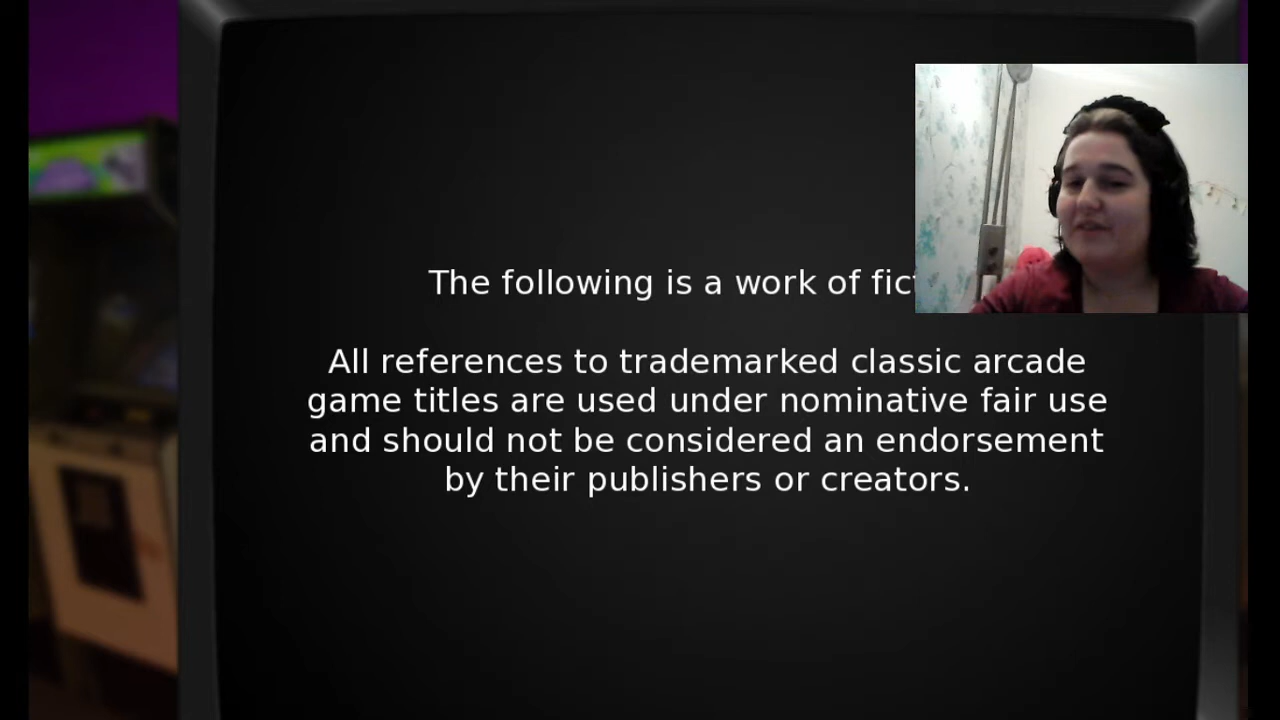 The following is a work of
All references to trademarked classic arcade
game titles are used under nominative fair use
and should not be considered an endorsement
by their publishers or creators.